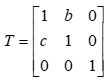 T = [ 1 b 0
c 1 0
0 0 1 ]